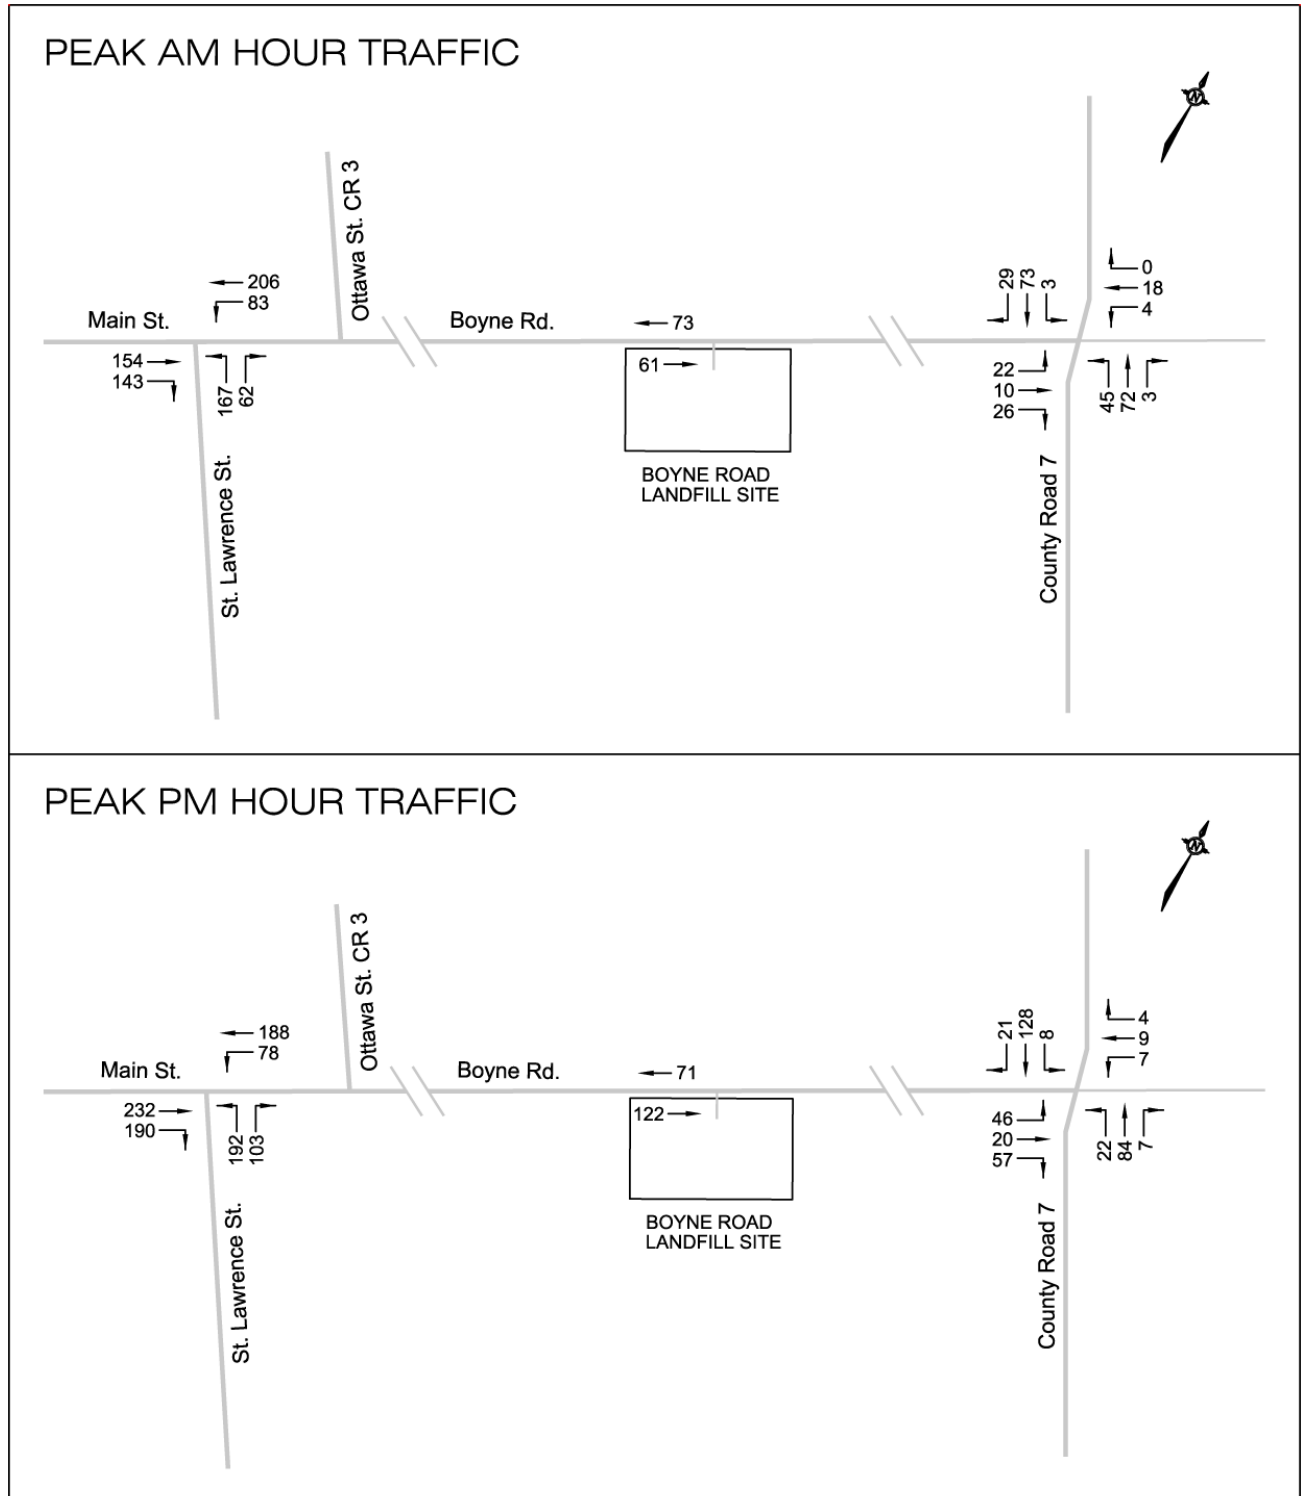 PEAK AM HOUR TRAFFIC
N
Ottawa St. CR 3
206
83
Main St.
Boyne Rd.
73
29
73
3
0
18
4
154
143
167
62
61
22
10
26
45
72
3
BOYNE ROAD
LANDFILL SITE
St. Lawrence St.
County Road 7
PEAK PM HOUR TRAFFIC
N
Ottawa St. CR 3
188
78
Main St.
Boyne Rd.
71
21
128
8
4
9
7
232
190
192
103
122
46
20
57
22
84
7
BOYNE ROAD
LANDFILL SITE
St. Lawrence St.
County Road 7